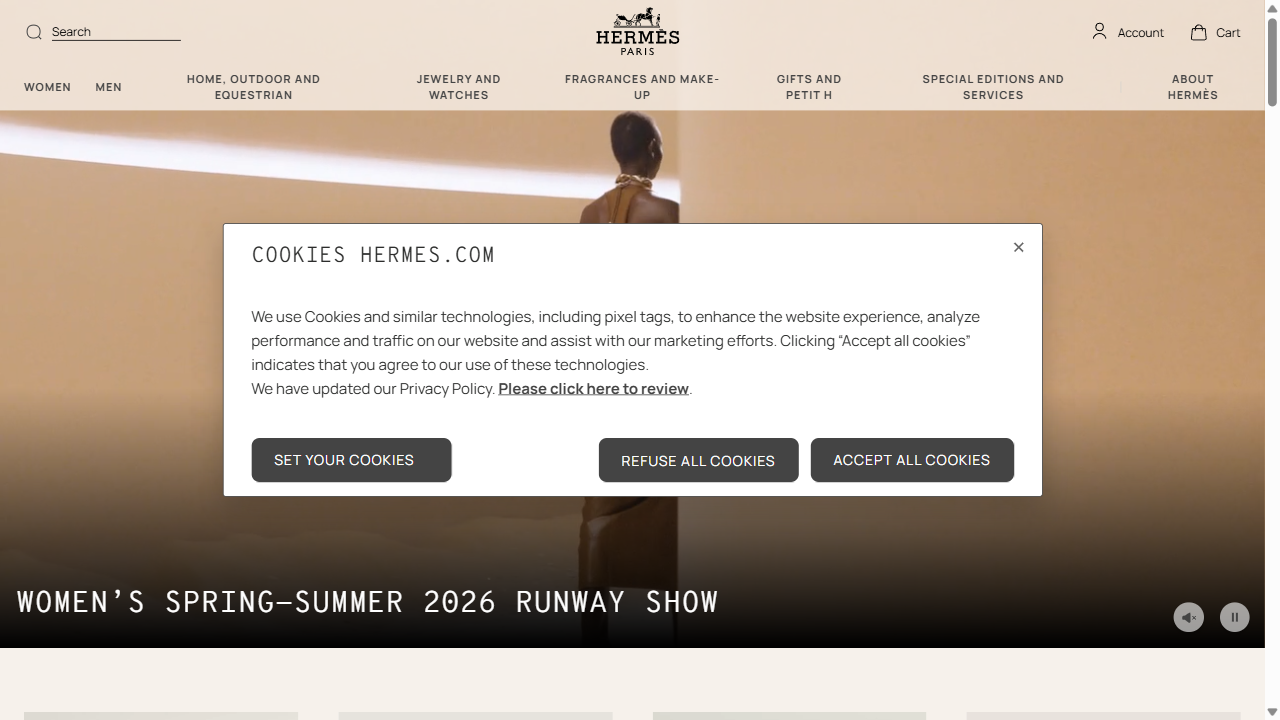 Search
HERMÈS
PARIS
Account
Cart
WOMEN
MEN
HOME, OUTDOOR AND
EQUESTRIAN
JEWELRY AND
WATCHES
FRAGRANCES AND MAKE-
UP
GIFTS AND
PETIT H
SPECIAL EDITIONS AND
SERVICES
ABOUT
HERMÈS
COOKIES HERMES.COM
We use Cookies and similar technologies, including pixel tags, to enhance the website experience, analyze
performance and traffic on our website and assist with our marketing efforts. Clicking “Accept all cookies”
indicates that you agree to our use of these technologies.
We have updated our Privacy Policy. Please click here to review.
SET YOUR COOKIES
REFUSE ALL COOKIES
ACCEPT ALL COOKIES
WOMEN’S SPRING–SUMMER 2026 RUNWAY SHOW